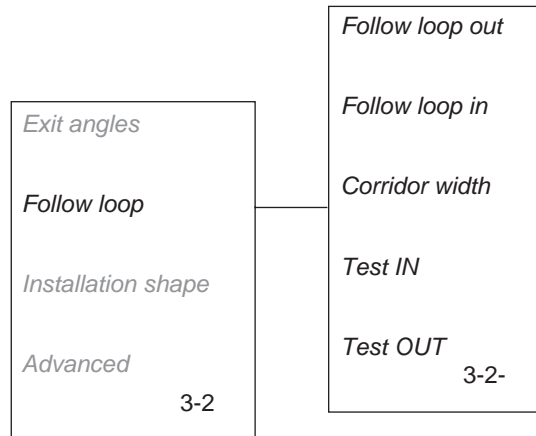 Exit angles
Follow loop
Installation shape
Advanced
3-2
Follow loop out
Follow loop in
Corridor width
Test IN
Test OUT
3-2-